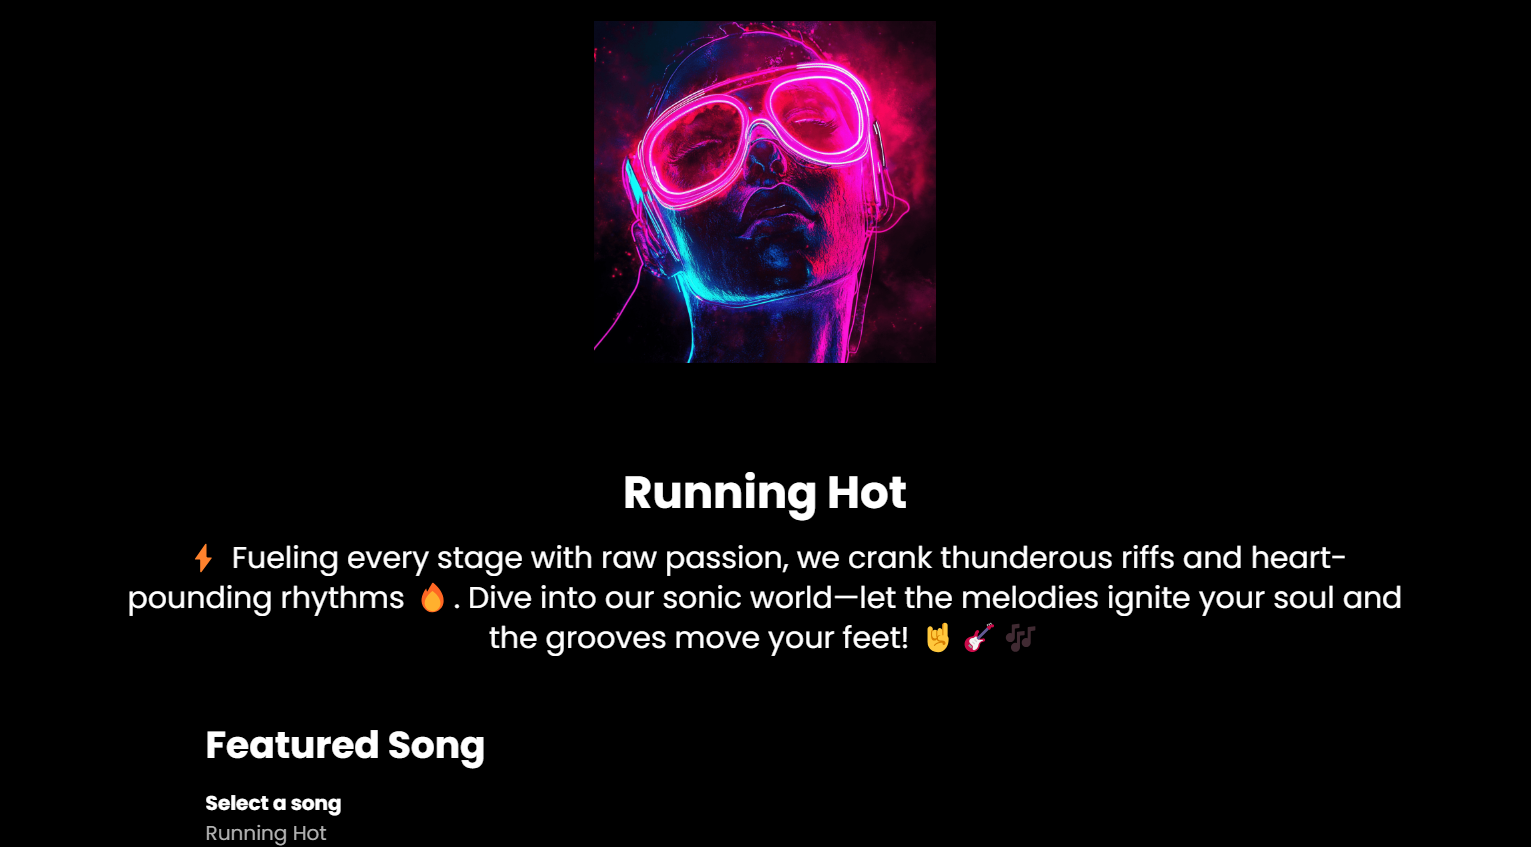 Running Hot
⚡ Fueling every stage with raw passion, we crank thunderous riffs and heart-
pounding rhythms 🔥. Dive into our sonic world—let the melodies ignite your soul and
the grooves move your feet! 🤘 🎸 🎶
Featured Song
Select a song
Running Hot